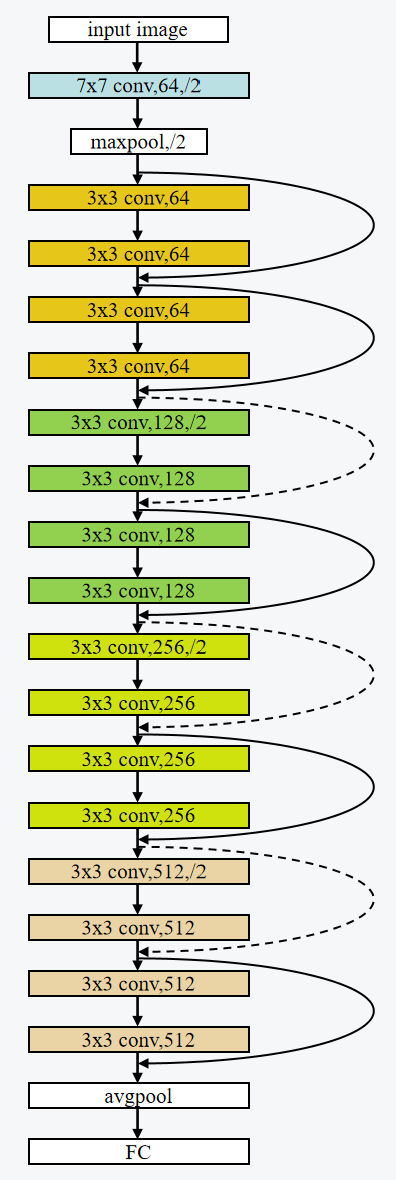 input image
7x7 conv,64,/2
maxpool,/2
3x3 conv,64
3x3 conv,64
3x3 conv,64
3x3 conv,64
3x3 conv,128,/2
3x3 conv,128
3x3 conv,128
3x3 conv,128
3x3 conv,256,/2
3x3 conv,256
3x3 conv,256
3x3 conv,256
3x3 conv,512,/2
3x3 conv,512
3x3 conv,512
3x3 conv,512
avgpool
FC